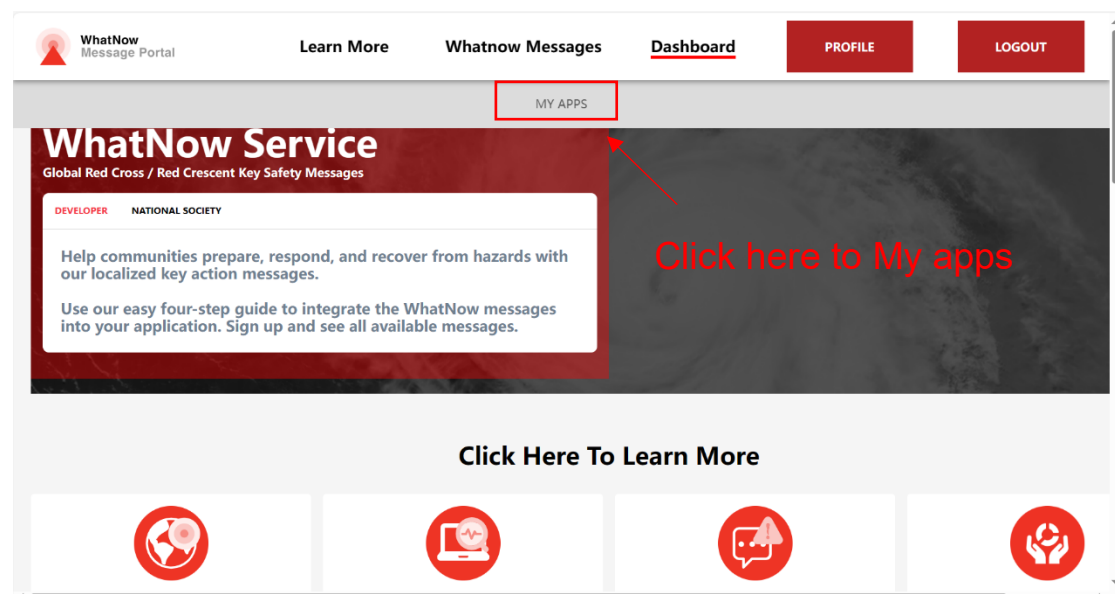 WhatNow
Message Portal
Learn More
Whatnow Messages
Dashboard
PROFILE
LOGOUT
MY APPS
WhatNow Service
Global Red Cross / Red Crescent Key Safety Messages
DEVELOPER
NATIONAL SOCIETY
Help communities prepare, respond, and recover from hazards with
our localized key action messages.
Use our easy four-step guide to integrate the WhatNow messages
into your application. Sign up and see all available messages.
Click here to My apps
Click Here To Learn More